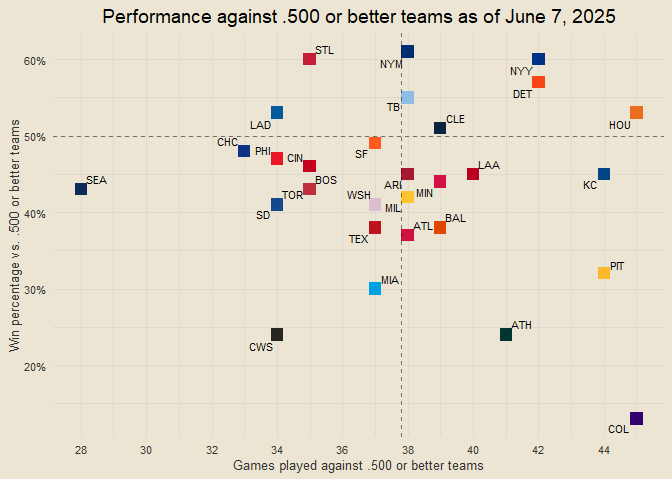 Performance against .500 or better teams as of June 7, 2025
Win percentage vs. .500 or better teams
60%
50%
40%
30%
20%
STL
NYM
NYY
DET
TB
LAD
CLE
HOU
CHC
PHI
CIN
SF
LAA
SEA
BOS
ARI
MIN
KC
TOR
WSH
SD
MIL
TEX
ATL
BAL
PIT
MIA
CWS
ATH
COL
28
30
32
34
36
38
40
42
44
Games played against .500 or better teams